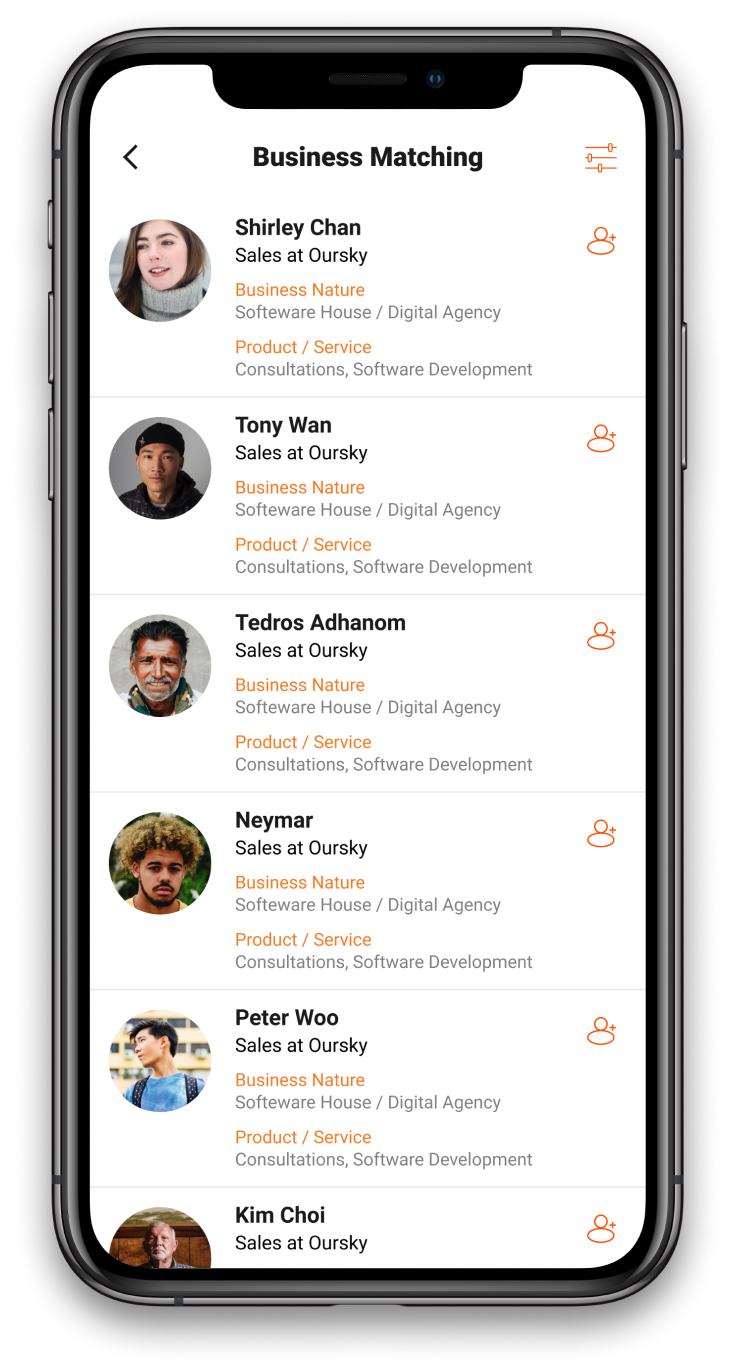 Business Matching
Shirley Chan
Sales at Oursky
Business Nature
Softeware House / Digital Agency
Product / Service
Consultations, Software Development
Tony Wan
Sales at Oursky
Business Nature
Softeware House / Digital Agency
Product / Service
Consultations, Software Development
Tedros Adhanom
Sales at Oursky
Business Nature
Softeware House / Digital Agency
Product / Service
Consultations, Software Development
Neymar
Sales at Oursky
Business Nature
Softeware House / Digital Agency
Product / Service
Consultations, Software Development
Peter Woo
Sales at Oursky
Business Nature
Softeware House / Digital Agency
Product / Service
Consultations, Software Development
Kim Choi
Sales at Oursky